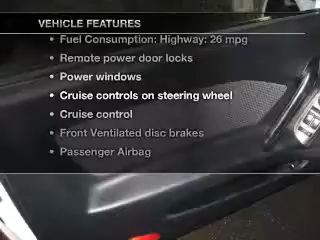 VEHICLE FEATURES
• Fuel Consumption: Highway: 26 mpg
• Remote power door locks
• Power windows
• Cruise controls on steering wheel
• Cruise control
• Front Ventilated disc brakes
• Passenger Airbag